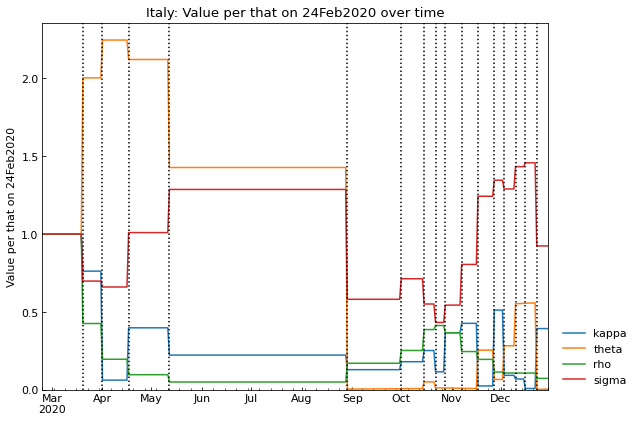 Italy: Value per that on 24Feb2020 over time
Value per that on 24Feb2020
2.0
1.5
1.0
0.5
0.0
Mar Apr May Jun Jul Aug Sep Oct Nov Dec
2020
kappa
theta
rho
sigma